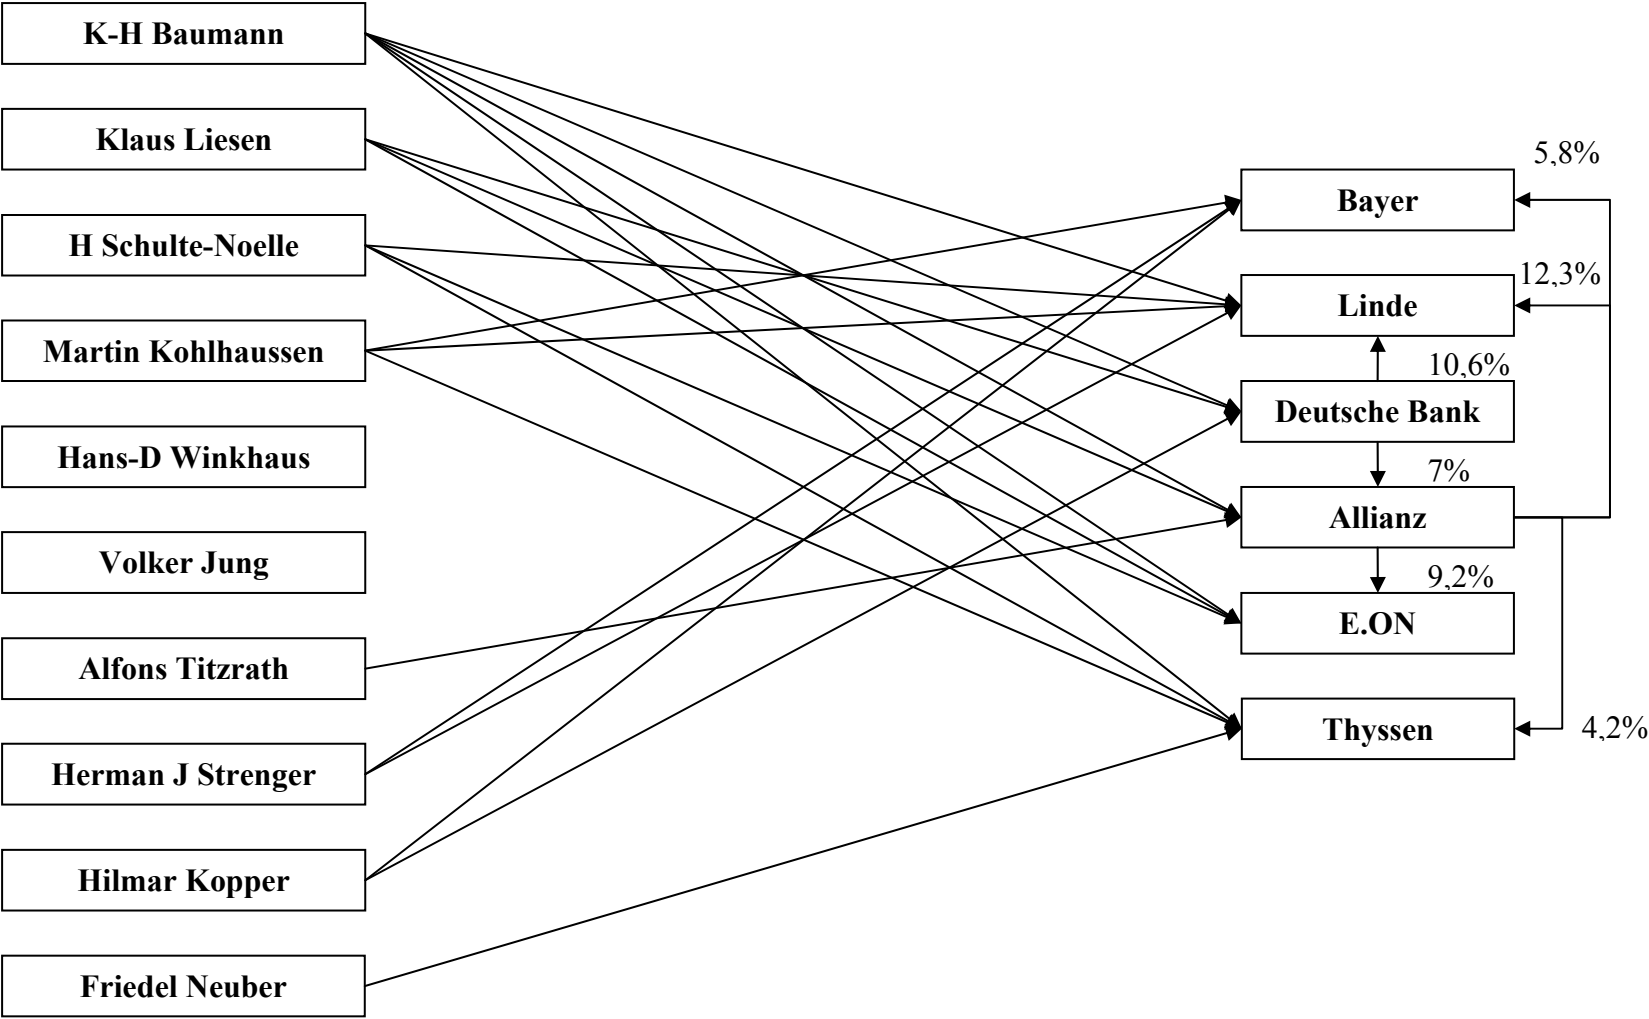 K-H Baumann
Klaus Liesen
H Schulte-Noelle
Martin Kohlhaussen
Hans-D Winkhaus
Volker Jung
Alfons Titzrath
Herman J Strenger
Hilmar Kopper
Friedel Neuber
5,8%
Bayer
12,3%
Linde
10,6%
Deutsche Bank
7%
Allianz
9,2%
E.ON
Thyssen
4,2%